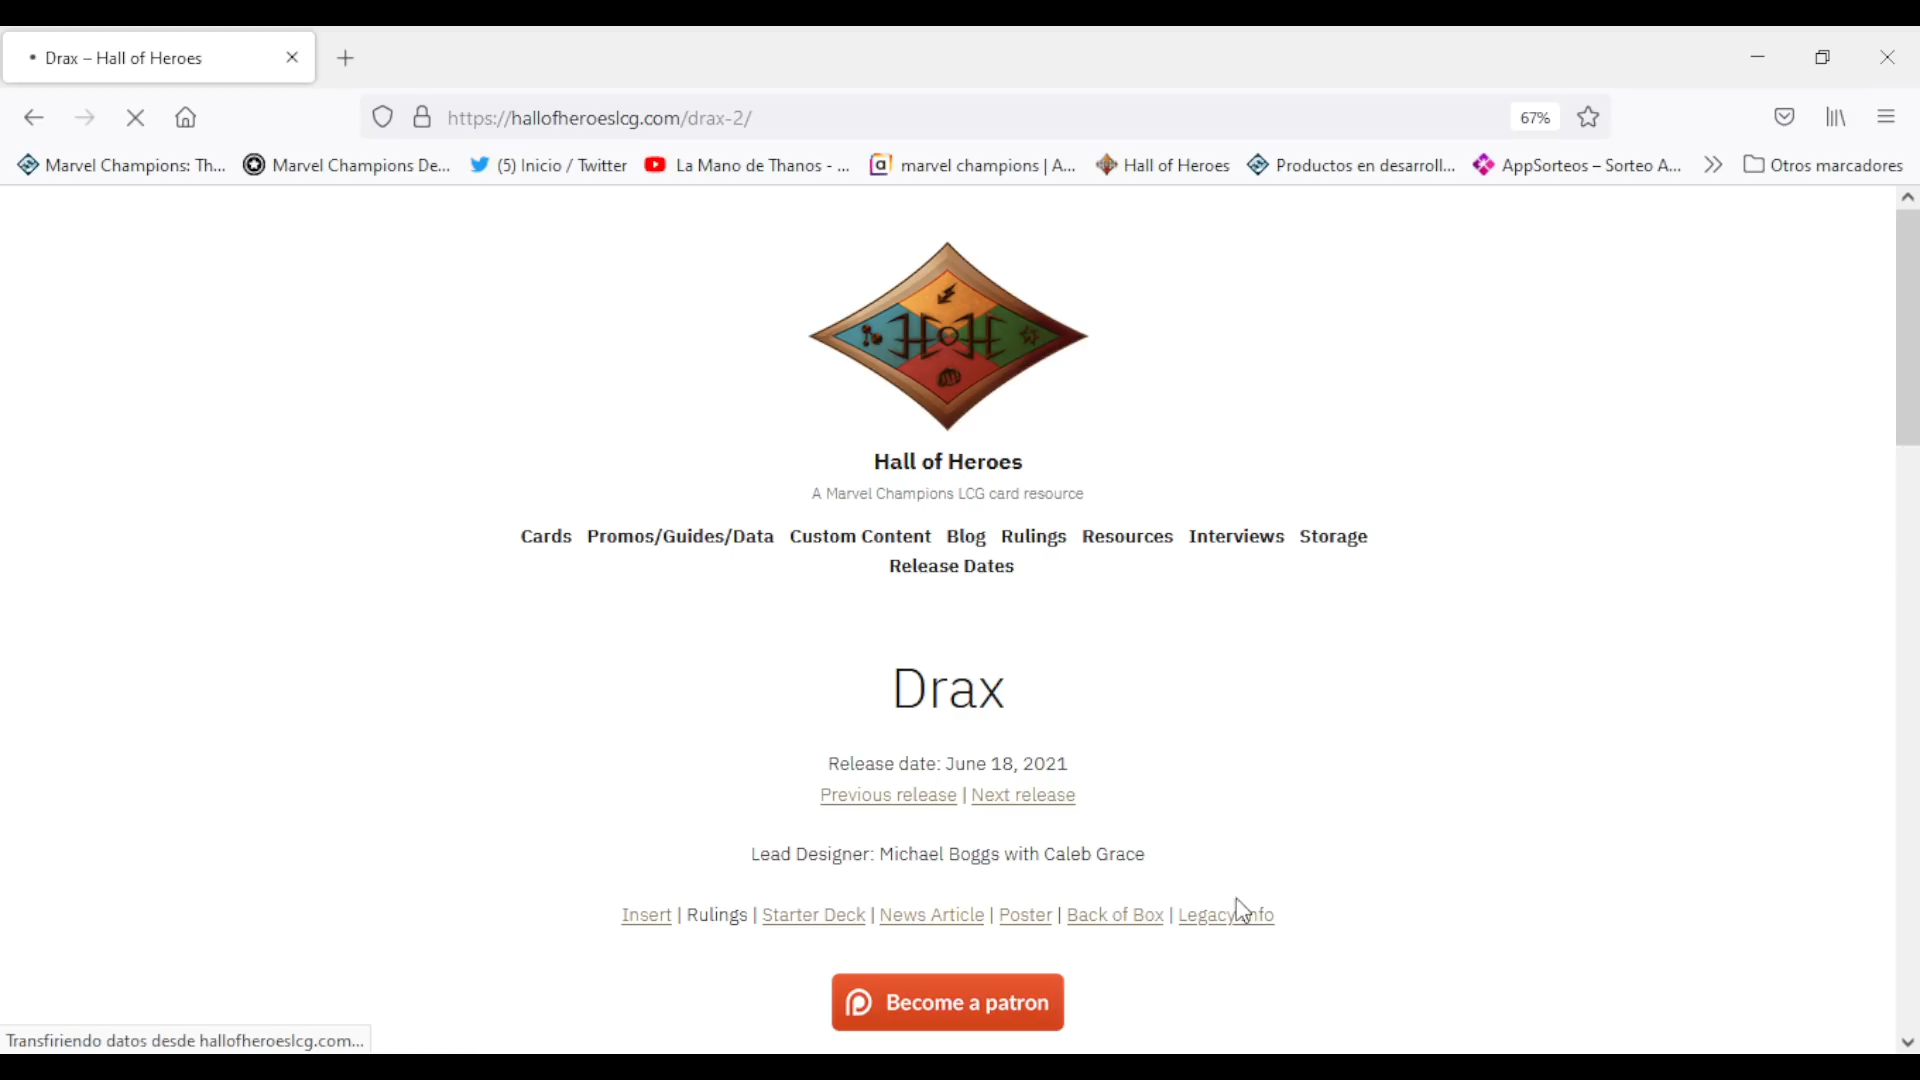 Drax – Hall of Heroes
https://hallofheroeslcg.com/drax-2/
67%
Marvel Champions: Th...
Marvel Champions De...
(5) Inicio / Twitter
La Mano de Thanos - ...
marvel champions | A...
Hall of Heroes
Productos en desarroll...
AppSorteos – Sorteo A...
Otros marcadores
HOH
Hall of Heroes
A Marvel Champions LCG card resource
Cards Promos/Guides/Data Custom Content Blog Rulings Resources Interviews Storage
Release Dates
Drax
Release date: June 18, 2021
Previous release | Next release
Lead Designer: Michael Boggs with Caleb Grace
Insert | Rulings | Starter Deck | News Article | Poster | Back of Box | Legacy Info
Become a patron
Transfiriendo datos desde hallofheroeslcg.com...